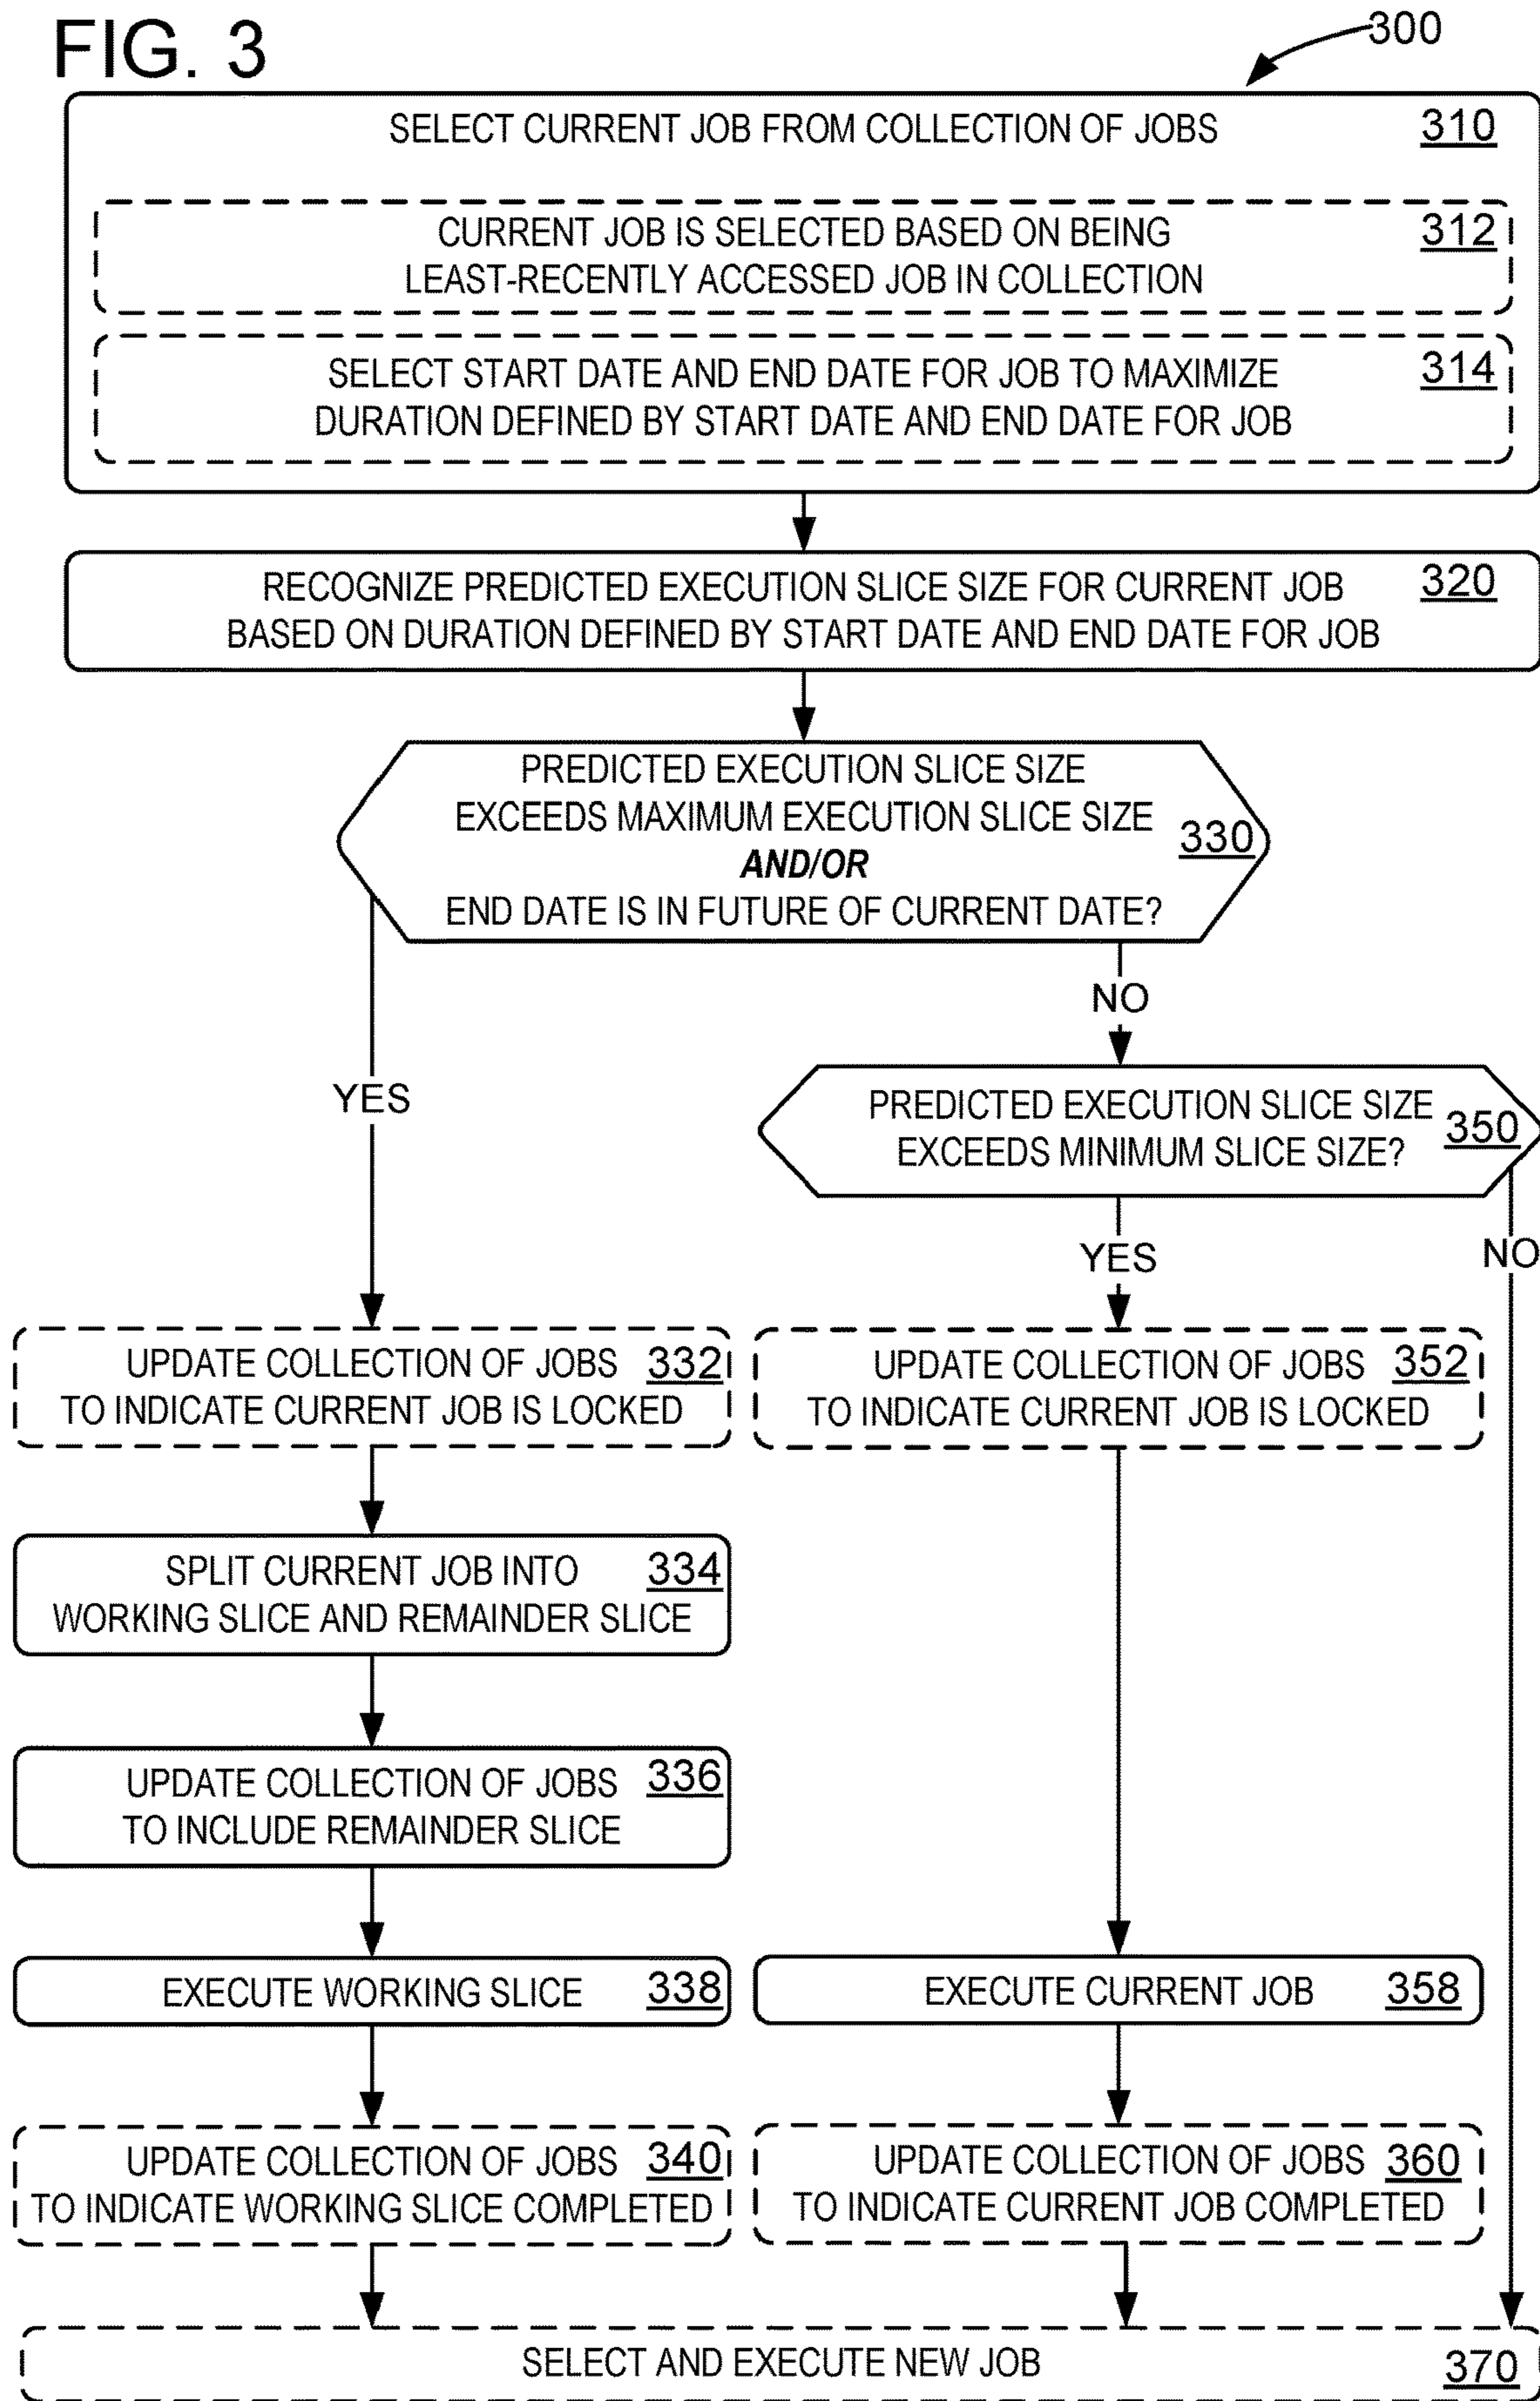 FIG. 3
300
SELECT CURRENT JOB FROM COLLECTION OF JOBS 310
CURRENT JOB IS SELECTED BASED ON BEING 312
LEAST-RECENTLY ACCESSED JOB IN COLLECTION
SELECT START DATE AND END DATE FOR JOB TO MAXIMIZE 314
DURATION DEFINED BY START DATE AND END DATE FOR JOB
RECOGNIZE PREDICTED EXECUTION SLICE SIZE FOR CURRENT JOB 320
BASED ON DURATION DEFINED BY START DATE AND END DATE FOR JOB
PREDICTED EXECUTION SLICE SIZE
EXCEEDS MAXIMUM EXECUTION SLICE SIZE 330
AND/OR
END DATE IS IN FUTURE OF CURRENT DATE?
NO
YES
PREDICTED EXECUTION SLICE SIZE 350
EXCEEDS MINIMUM SLICE SIZE?
YES
NO
UPDATE COLLECTION OF JOBS 332
TO INDICATE CURRENT JOB IS LOCKED
UPDATE COLLECTION OF JOBS 352
TO INDICATE CURRENT JOB IS LOCKED
SPLIT CURRENT JOB INTO 334
WORKING SLICE AND REMAINDER SLICE
UPDATE COLLECTION OF JOBS 336
TO INCLUDE REMAINDER SLICE
EXECUTE WORKING SLICE 338
EXECUTE CURRENT JOB 358
UPDATE COLLECTION OF JOBS 340
TO INDICATE WORKING SLICE COMPLETED
UPDATE COLLECTION OF JOBS 360
TO INDICATE CURRENT JOB COMPLETED
SELECT AND EXECUTE NEW JOB 370